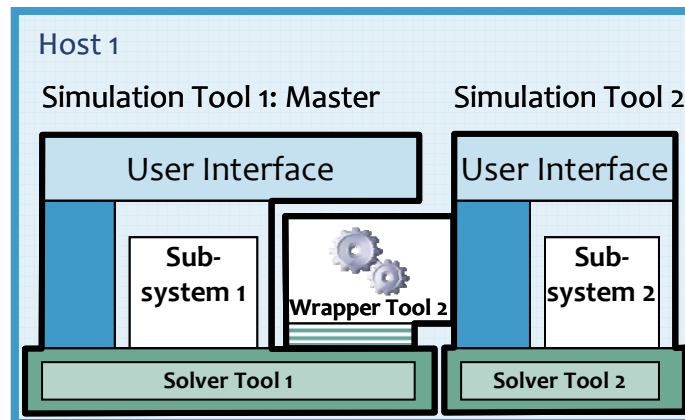 Host 1
Simulation Tool 1: Master
Simulation Tool 2
User Interface
User Interface
Sub-
system 1
Wrapper Tool 2
Sub-
system 2
Solver Tool 1
Solver Tool 2